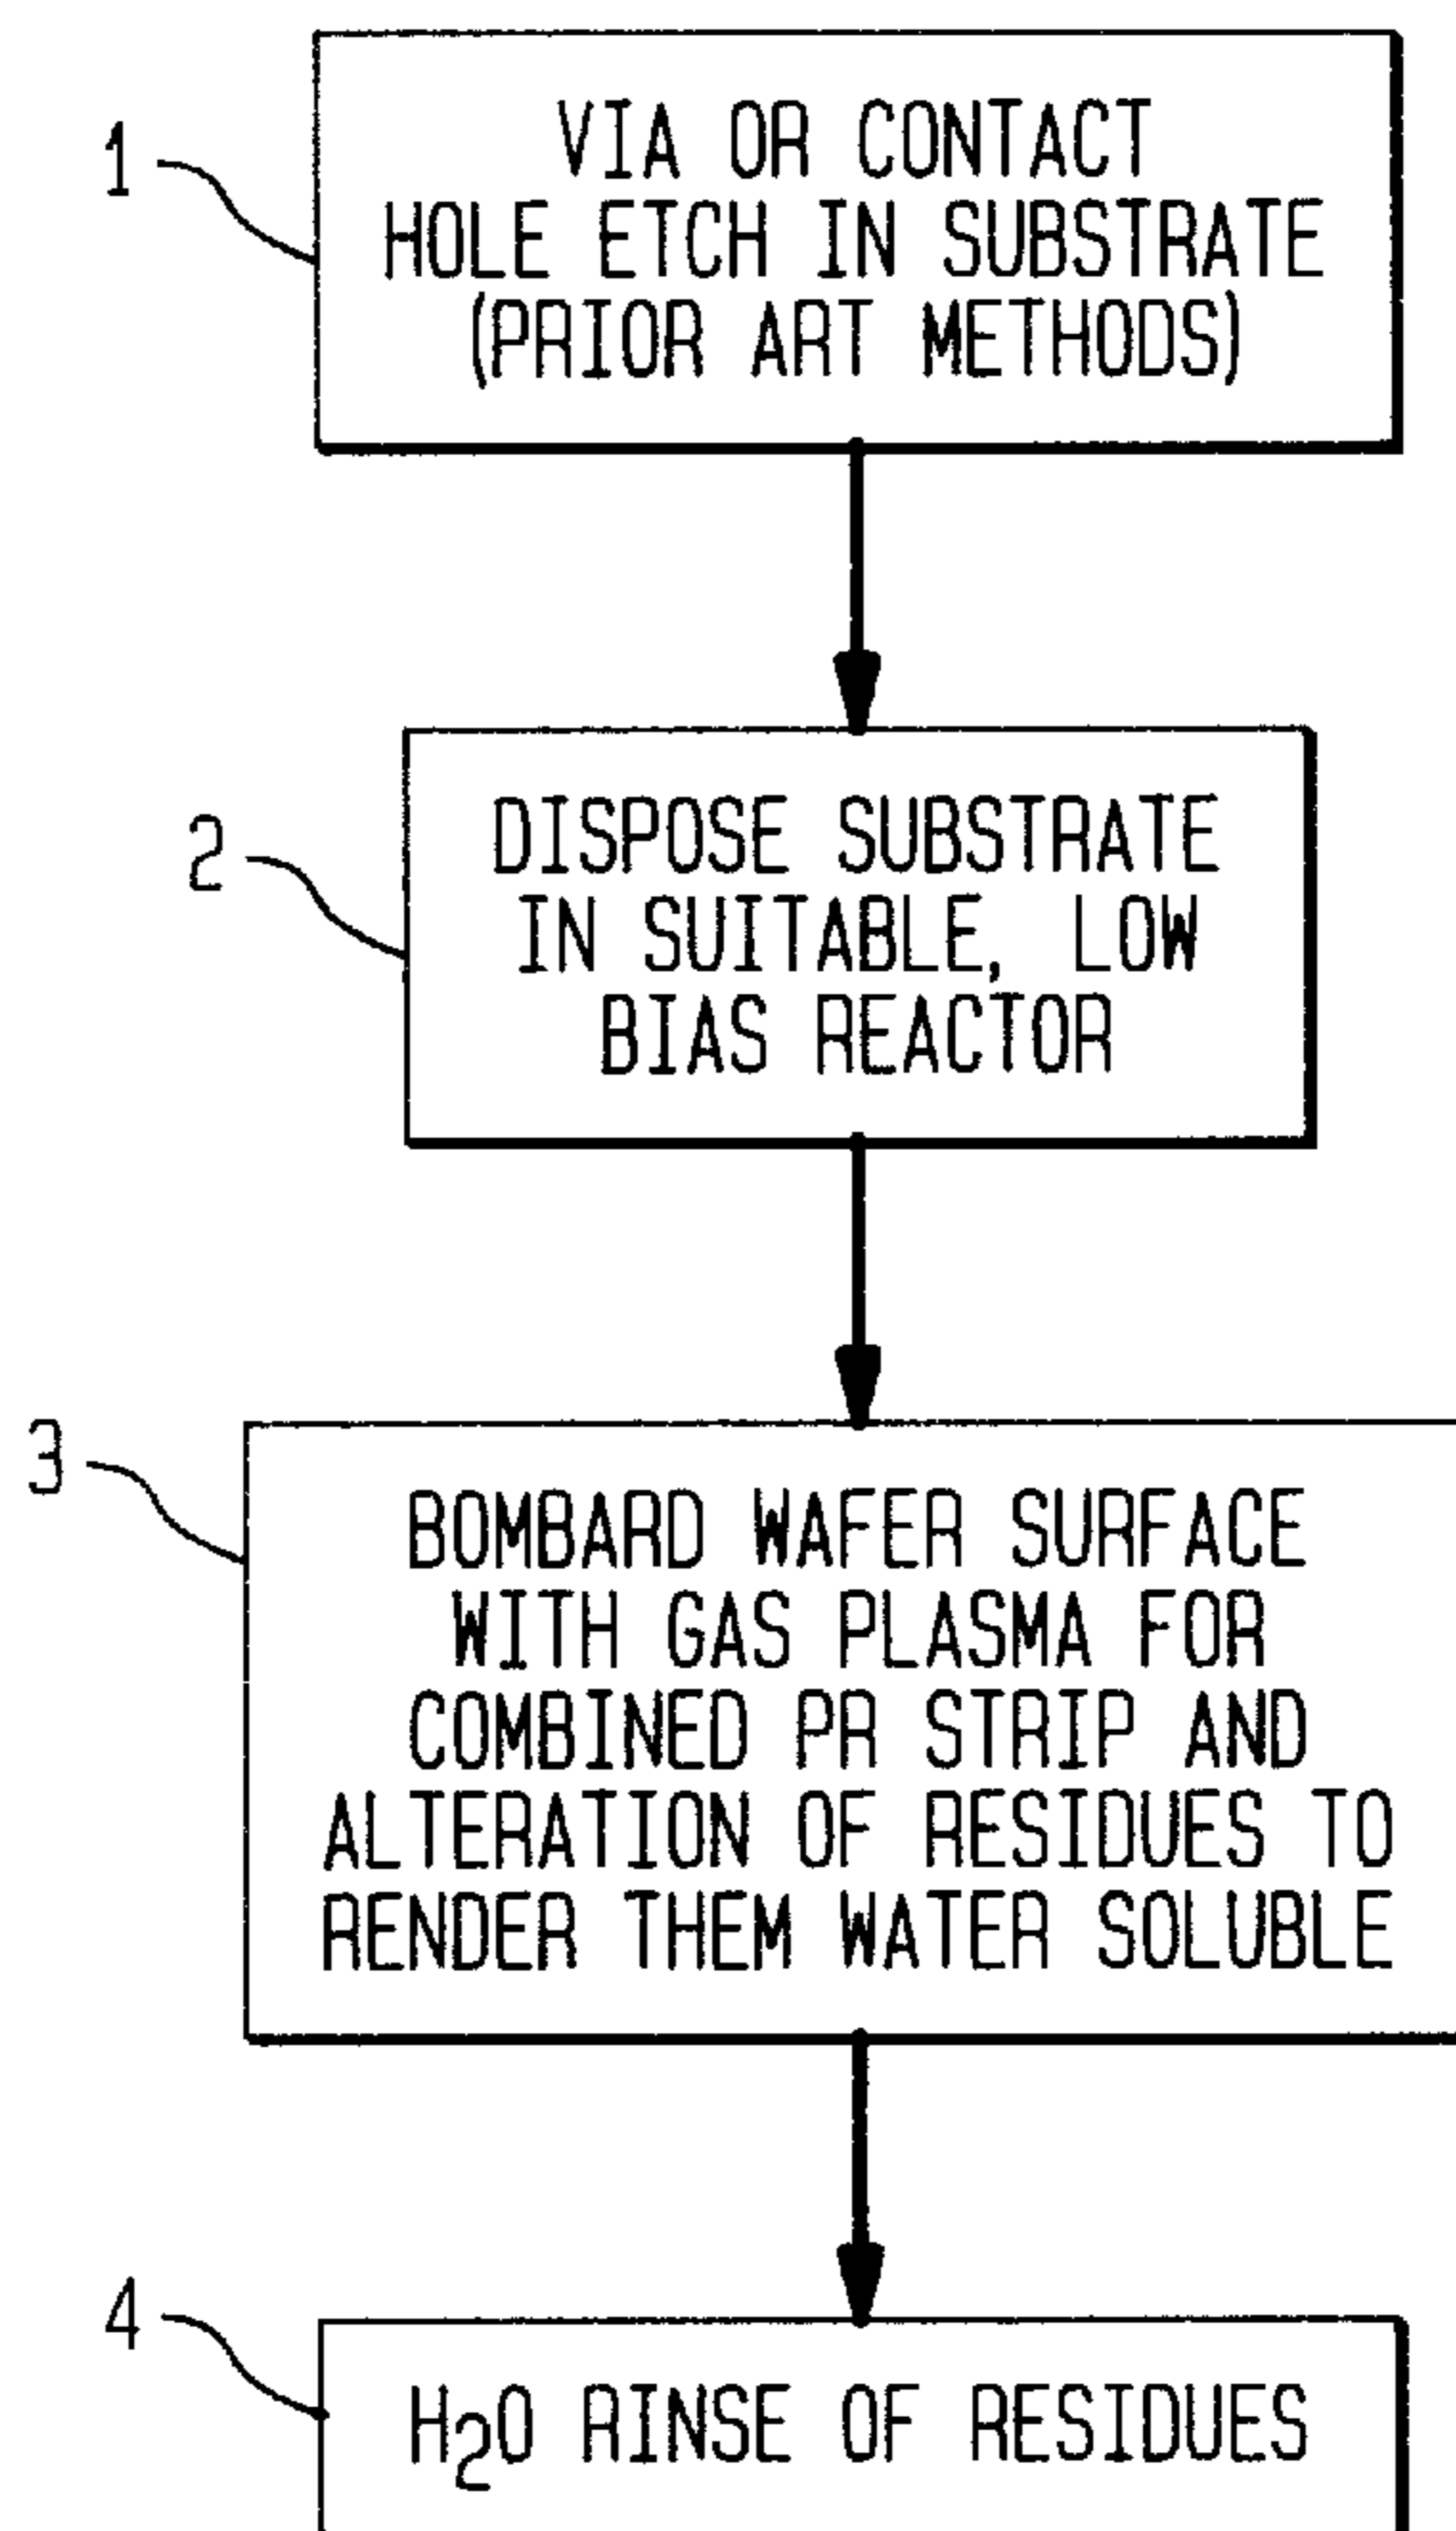 1
VIA OR CONTACT
HOLE ETCH IN SUBSTRATE
(PRIOR ART METHODS)
2
DISPOSE SUBSTRATE
IN SUITABLE, LOW
BIAS REACTOR
3
BOMBARD WAFER SURFACE
WITH GAS PLASMA FOR
COMBINED PR STRIP AND
ALTERATION OF RESIDUES TO
RENDER THEM WATER SOLUBLE
4
H₂O RINSE OF RESIDUES